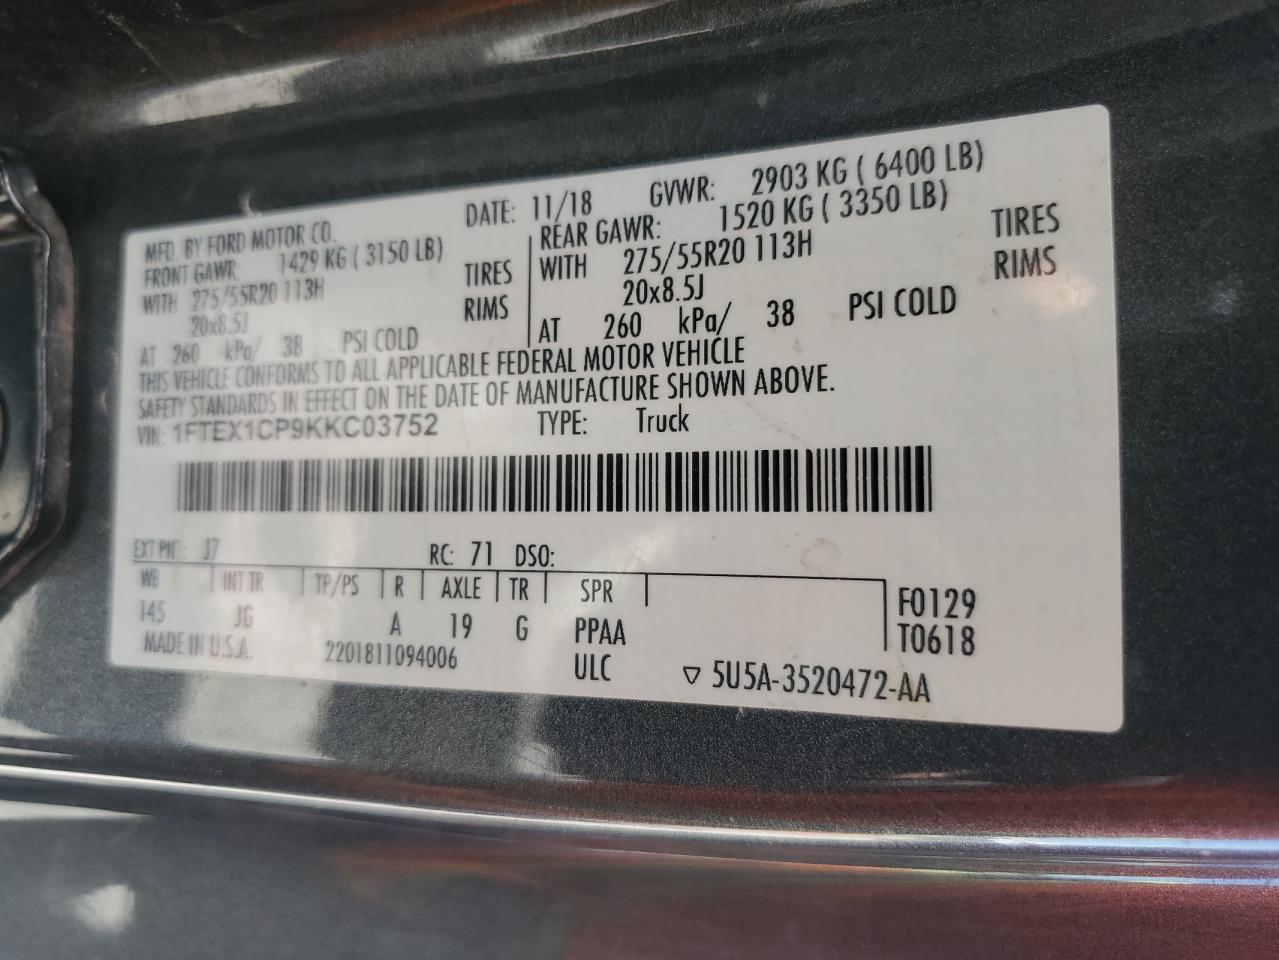 MFD. BY FORD MOTOR CO. DATE: 11/18 GVWR: 2903 KG ( 6400 LB)
FRONT GAWR: 1429 KG ( 3150 LB) REAR GAWR: 1520 KG ( 3350 LB)
WITH 275/55R20 113H TIRES WITH 275/55R20 113H TIRES
20x8.5J RIMS 20x8.5J RIMS
AT 260 kPa/ 38 PSI COLD AT 260 kPa/ 38 PSI COLD
THIS VEHICLE CONFORMS TO ALL APPLICABLE FEDERAL MOTOR VEHICLE
SAFETY STANDARDS IN EFFECT ON THE DATE OF MANUFACTURE SHOWN ABOVE.
VIN: 1FTEX1CP9KKC03752 TYPE: Truck
EXT PNT: J7 RC: 71 DSO:
WB INT TR TP/PS R AXLE TR SPR
145 JG A 19 G PPAA F0129
T0618
MADE IN U.S.A. 2201811094006 ULC ▽ 5U5A-3520472-AA